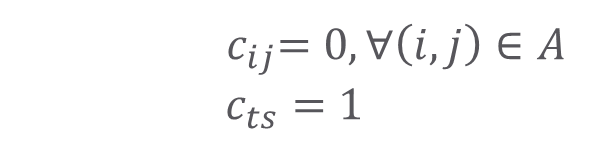 c_{ij} = 0, ∀(i, j) ∈ A
c_{ts} = 1